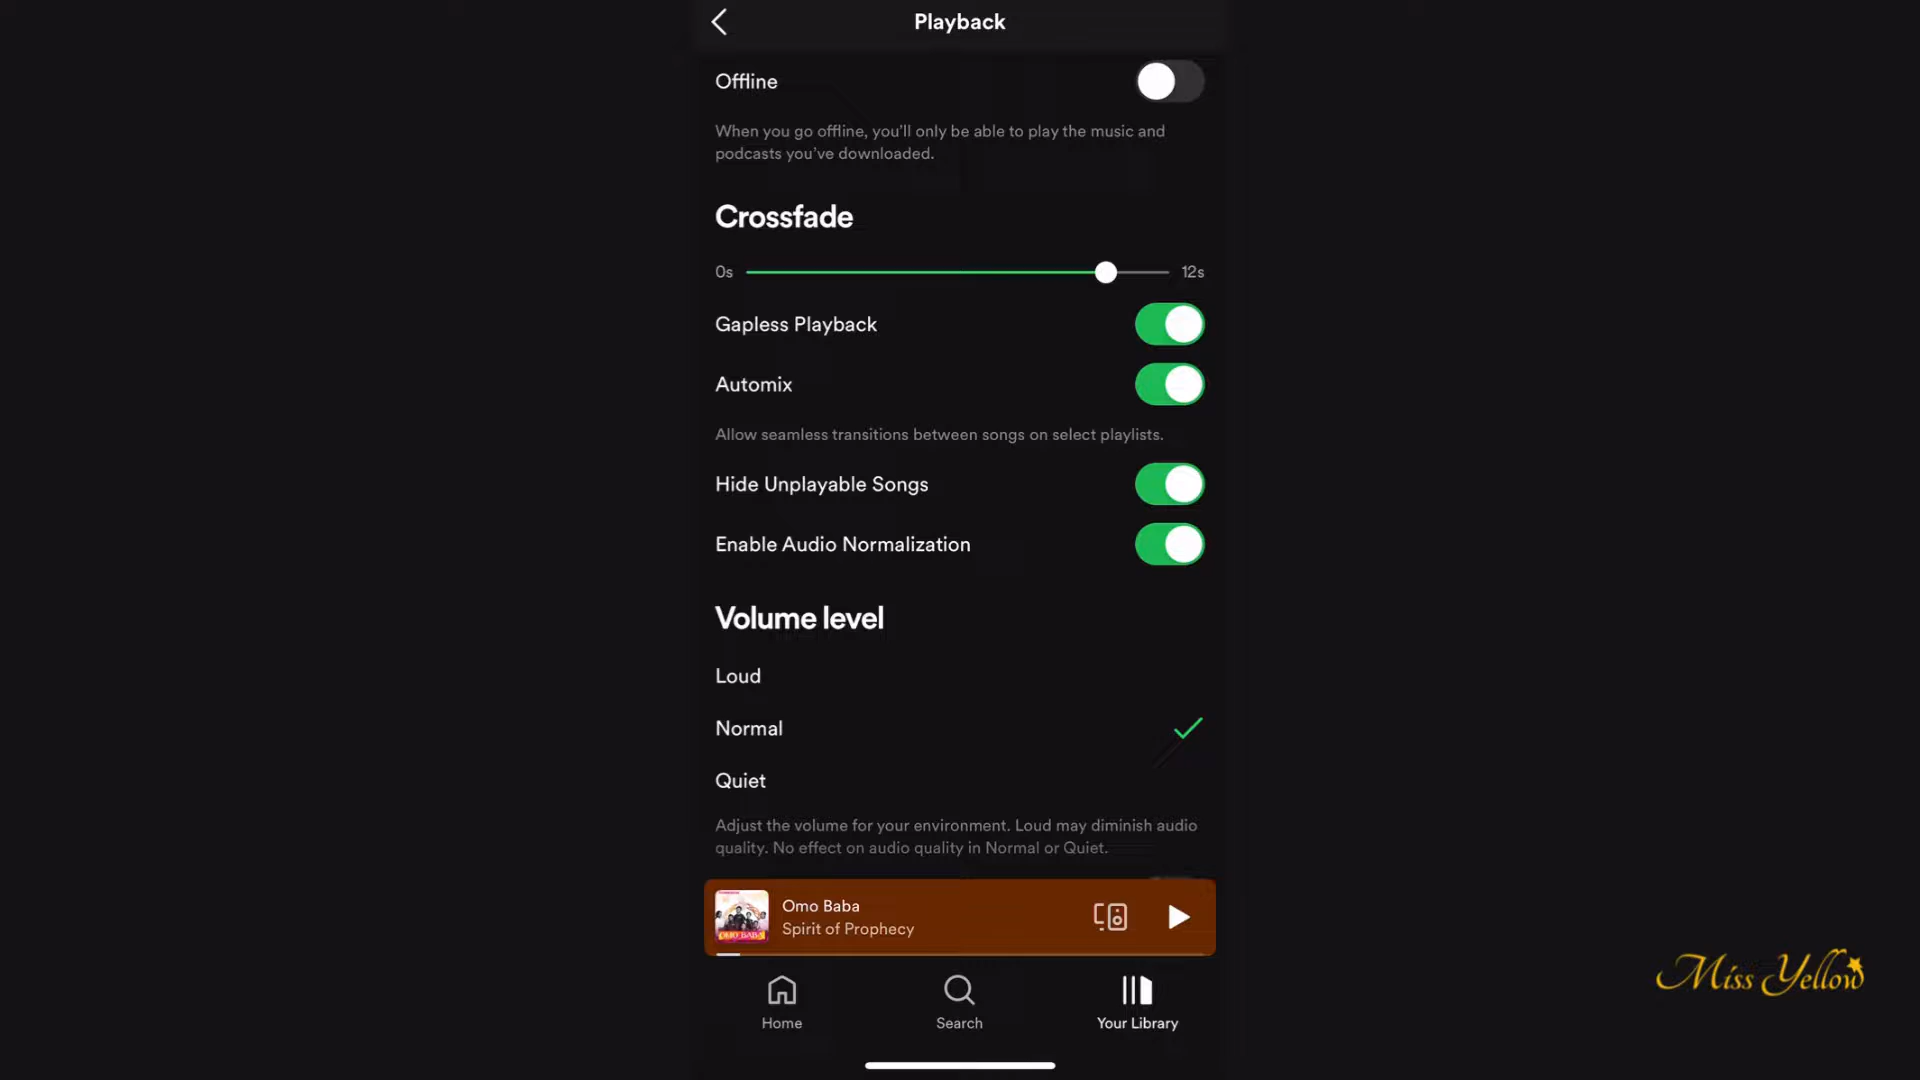 Playback
Offline
When you go offline, you'll only be able to play the music and
podcasts you've downloaded.
Crossfade
0s 12s
Gapless Playback
Automix
Allow seamless transitions between songs on select playlists.
Hide Unplayable Songs
Enable Audio Normalization
Volume level
Loud
Normal
Quiet
Adjust the volume for your environment. Loud may diminish audio
quality. No effect on audio quality in Normal or Quiet.
OMO BABA
Omo Baba
Spirit of Prophecy
Home Search Your Library
Miss Yellow